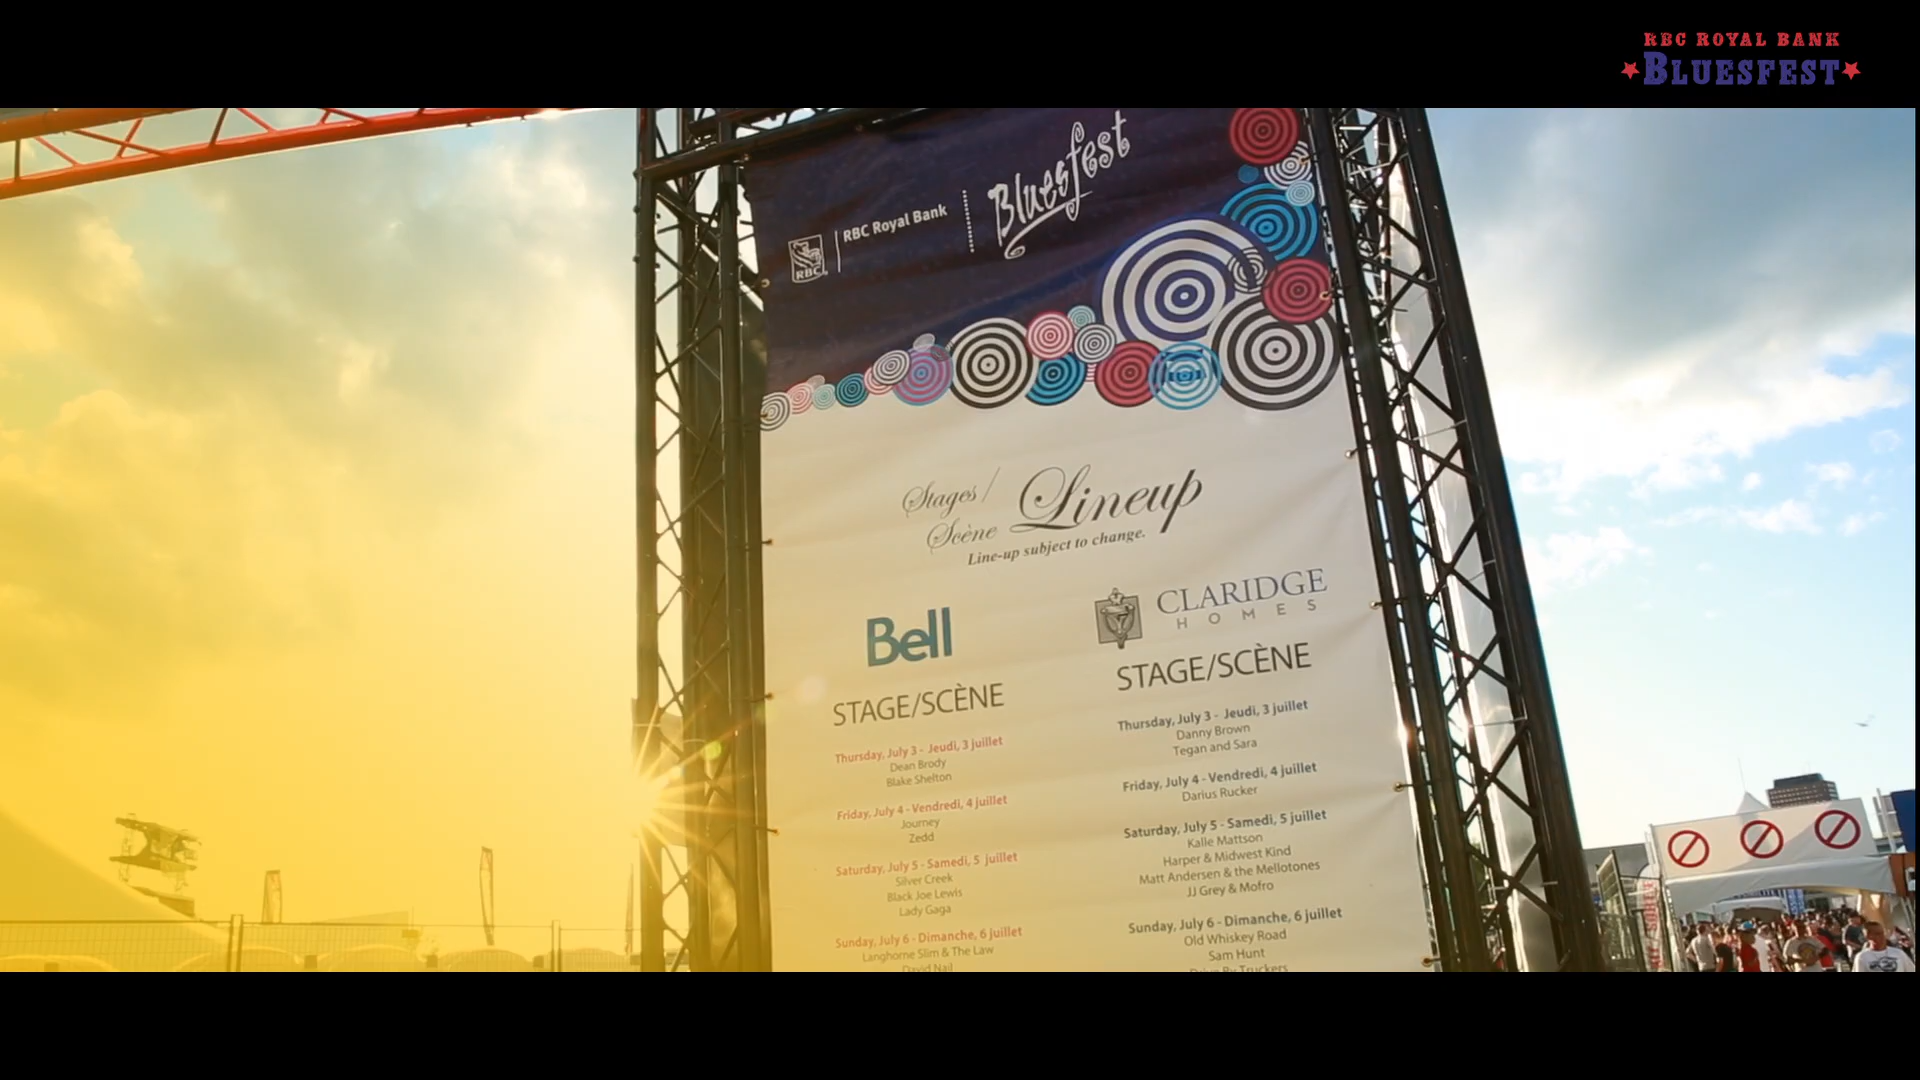 RBC ROYAL BANK
BLUESFEST
RBC
RBC Royal Bank
Bluesfest
Stages/
Scène
Lineup
Line-up subject to change.
Bell
STAGE/SCÈNE
Thursday, July 3 - Jeudi, 3 juillet
Dean Brody
Blake Shelton
Friday, July 4 - Vendredi, 4 juillet
Journey
Zedd
Saturday, July 5 - Samedi, 5 juillet
Silver Creek
Black Joe Lewis
Lady Gaga
Sunday, July 6 - Dimanche, 6 juillet
Langhorne Slim & The Law
David Nail
CLARIDGE
HOMES
STAGE/SCÈNE
Thursday, July 3 - Jeudi, 3 juillet
Danny Brown
Tegan and Sara
Friday, July 4 - Vendredi, 4 juillet
Darius Rucker
Saturday, July 5 - Samedi, 5 juillet
Kalle Mattson
Harper & Midwest Kind
Matt Andersen & the Mellotones
JJ Grey & Mofro
Sunday, July 6 - Dimanche, 6 juillet
Old Whiskey Road
Sam Hunt
Drive By Truckers